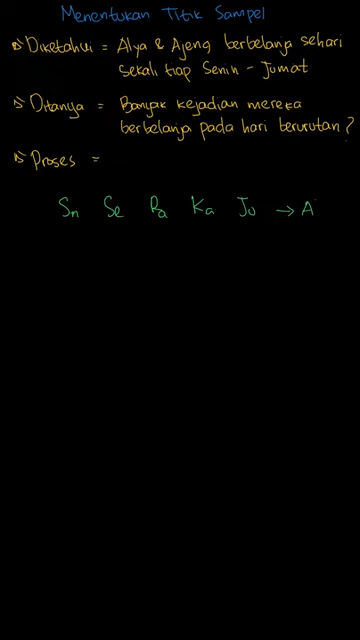 Menentukan Titik Sampel
Diketahui = Alya & Ajeng berbelanja sehari
sekali tiap Senin - Jumat
Ditanya = Banyak kejadian mereka
berbelanja pada hari terurutan ?
Proses =
Sn Se Ra Ka Ju → A